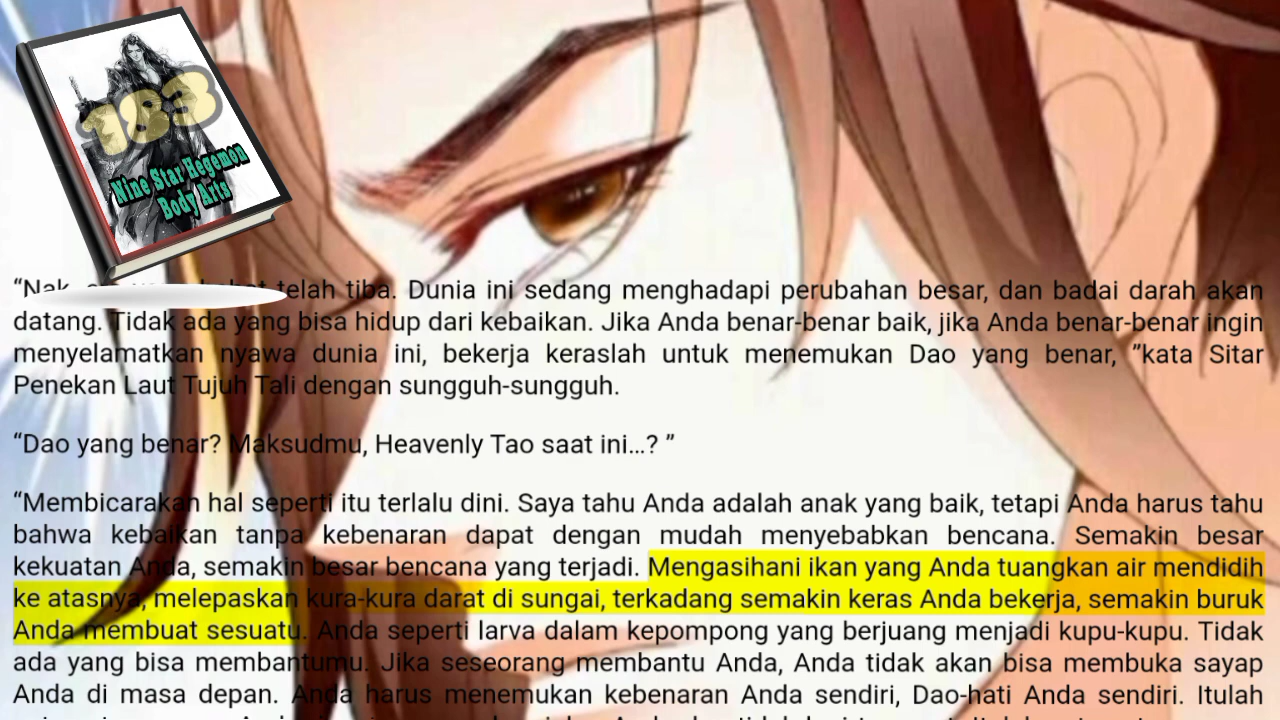 183
Nine Star Hegemon
Body Arts
“Nak, telah tiba. Dunia ini sedang menghadapi perubahan besar, dan badai darah akan
datang. Tidak ada yang bisa hidup dari kebaikan. Jika Anda benar-benar baik, jika Anda benar-benar ingin
menyelamatkan nyawa dunia ini, bekerja keraslah untuk menemukan Dao yang benar, ”kata Sitar
Penekan Laut Tujuh Tali dengan sungguh-sungguh.
“Dao yang benar? Maksudmu, Heavenly Tao saat ini…? ”
“Membicarakan hal seperti itu terlalu dini. Saya tahu Anda adalah anak yang baik, tetapi Anda harus tahu
bahwa kebaikan tanpa kebenaran dapat dengan mudah menyebabkan bencana. Semakin besar
kekuatan Anda, semakin besar bencana yang terjadi. Mengasihani ikan yang Anda tuangkan air mendidih
ke atasnya, melepaskan kura-kura darat di sungai, terkadang semakin keras Anda bekerja, semakin buruk
Anda membuat sesuatu. Anda seperti larva dalam kepompong yang berjuang menjadi kupu-kupu. Tidak
ada yang bisa membantumu. Jika seseorang membantu Anda, Anda tidak akan bisa membuka sayap
Anda di masa depan. Anda harus menemukan kebenaran Anda sendiri, Dao-hati Anda sendiri. Itulah